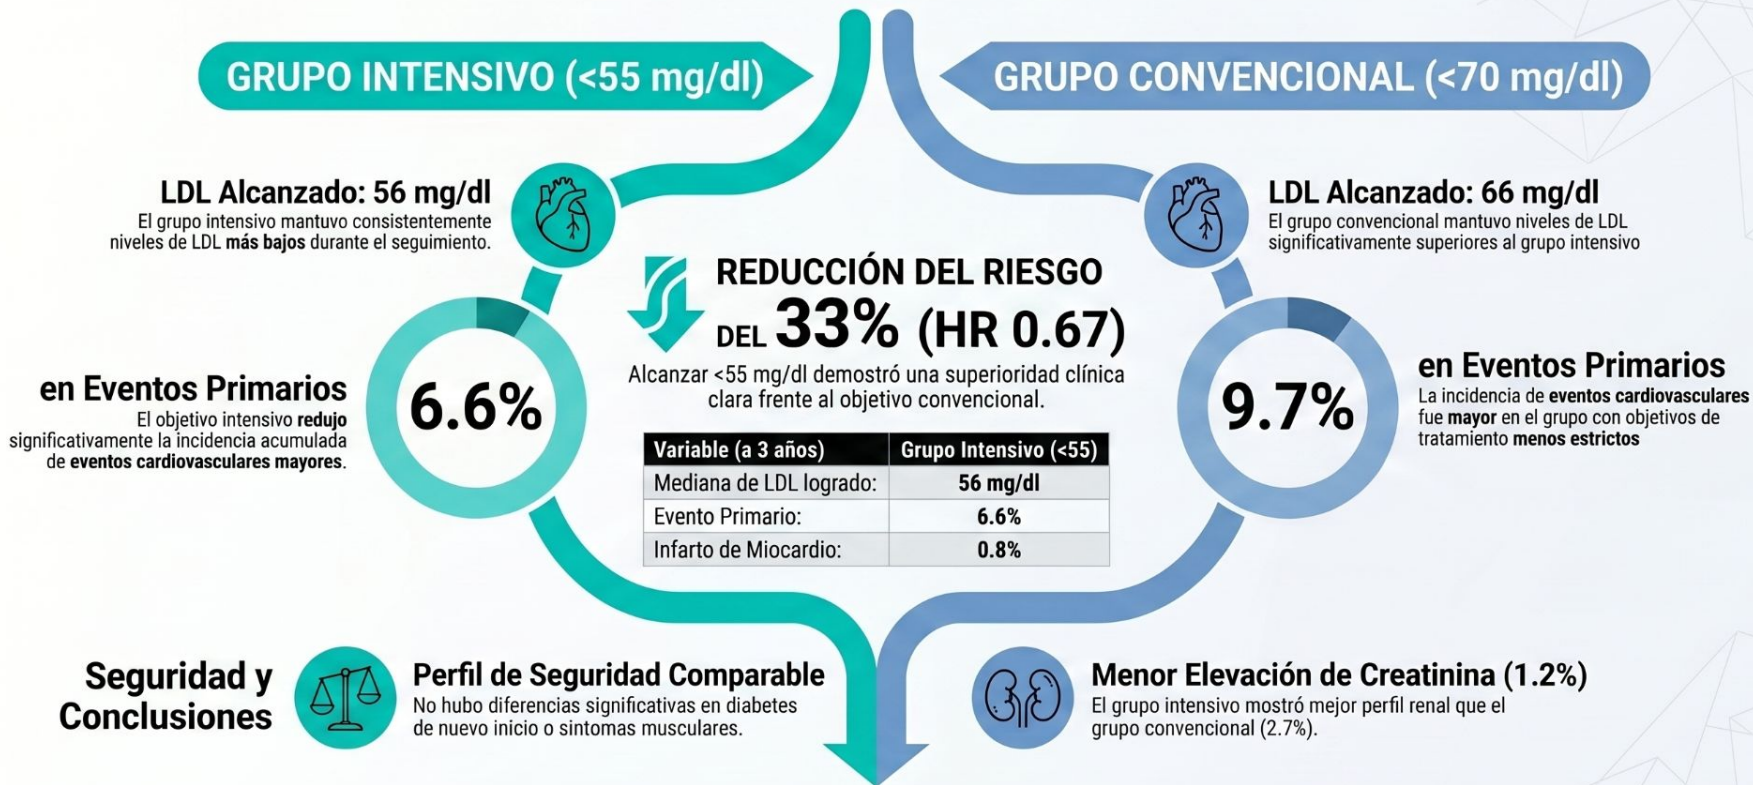 GRUPO INTENSIVO (<55 mg/dl)
GRUPO CONVENCIONAL (<70 mg/dl)
LDL Alcanzado: 56 mg/dl
El grupo intensivo mantuvo consistentemente
niveles de LDL más bajos durante el seguimiento.
LDL Alcanzado: 66 mg/dl
El grupo convencional mantuvo niveles de LDL
significativamente superiores al grupo intensivo
REDUCCIÓN DEL RIESGO
DEL 33% (HR 0.67)
Alcanzar <55 mg/dl demostró una superioridad clínica
clara frente al objetivo convencional.
en Eventos Primarios
El objetivo intensivo redujo
significativamente la incidencia acumulada
de eventos cardiovasculares mayores.
6.6%
Variable (a 3 años) Grupo Intensivo (<55)
Mediana de LDL logrado: 56 mg/dl
Evento Primario: 6.6%
Infarto de Miocardio: 0.8%
9.7%
en Eventos Primarios
La incidencia de eventos cardiovasculares
fue mayor en el grupo con objetivos de
tratamiento menos estrictos
Seguridad y
Conclusiones
Perfil de Seguridad Comparable
No hubo diferencias significativas en diabetes
de nuevo inicio o sintomas musculares.
Menor Elevación de Creatinina (1.2%)
El grupo intensivo mostró mejor perfil renal que el
grupo convencional (2.7%).